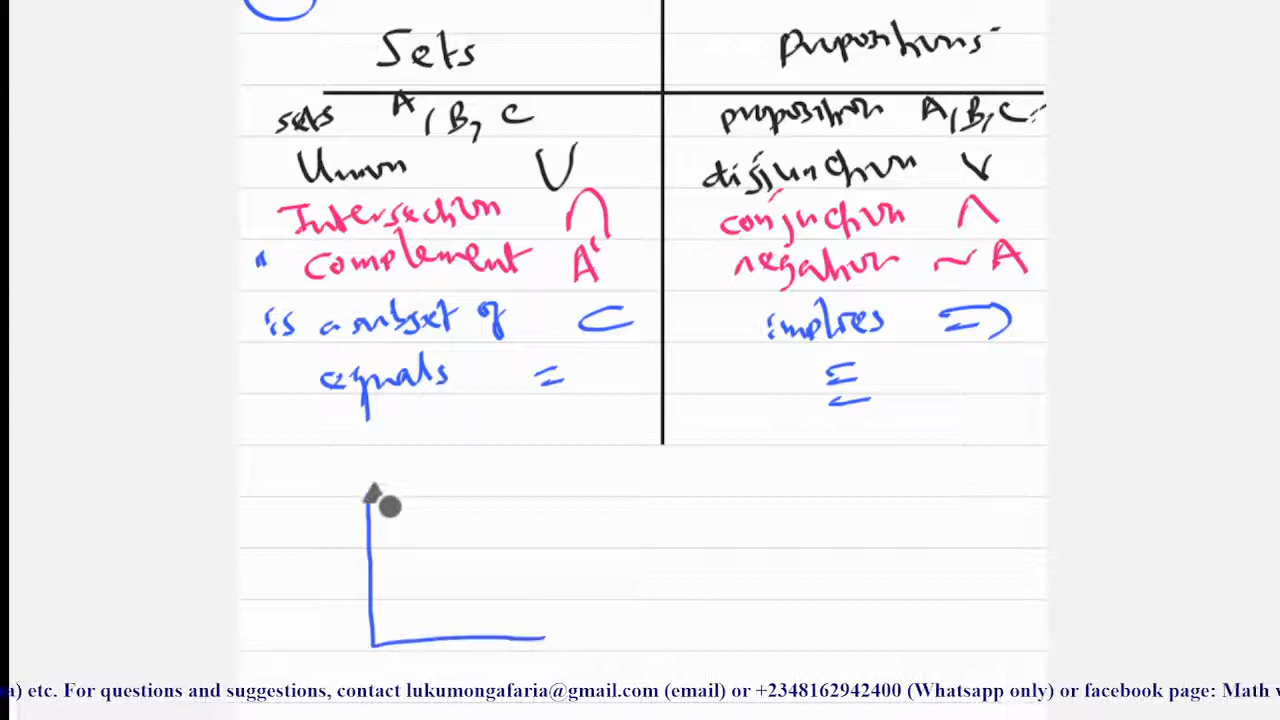 Sets Propositions
sets A, B, C proposition A, B, C
Union ∪ disjunction ∨
Intersection ∩ conjunction ∧
complement A' negation ~A
is a subset of ⊂ implies ⇒
equals = ≡
a) etc. For questions and suggestions, contact lukumongafaria@gmail.com (email) or +2348162942400 (Whatsapp only) or facebook page: Math w